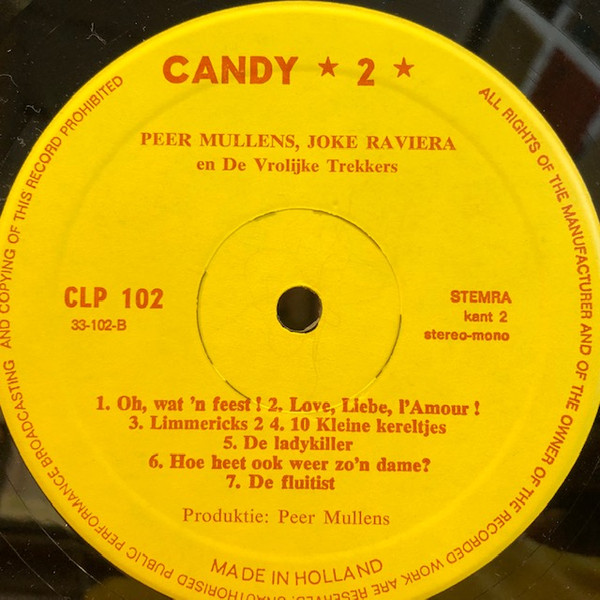 CANDY ★ 2 ★
PEER MULLENS, JOKE RAVIERA
en De Vrolijke Trekkers
CLP 102
33-102-B
STEMRA
kant 2
stereo-mono
1. Oh, wat 'n feest! 2. Love, Liebe, l'Amour!
3. Limmericks 2 4. 10 Kleine kereltjes
5. De ladykiller
6. Hoe heet ook weer zo'n dame?
7. De fluitist
Produktie: Peer Mullens
MADE IN HOLLAND
ALL RIGHTS OF THE MANUFACTURER AND OF THE OWNER OF THE RECORDED WORK ARE RESERVED. UNAUTHORISED PUBLIC PERFORMANCE BROADCASTING AND COPYING OF THIS RECORD PROHIBITED